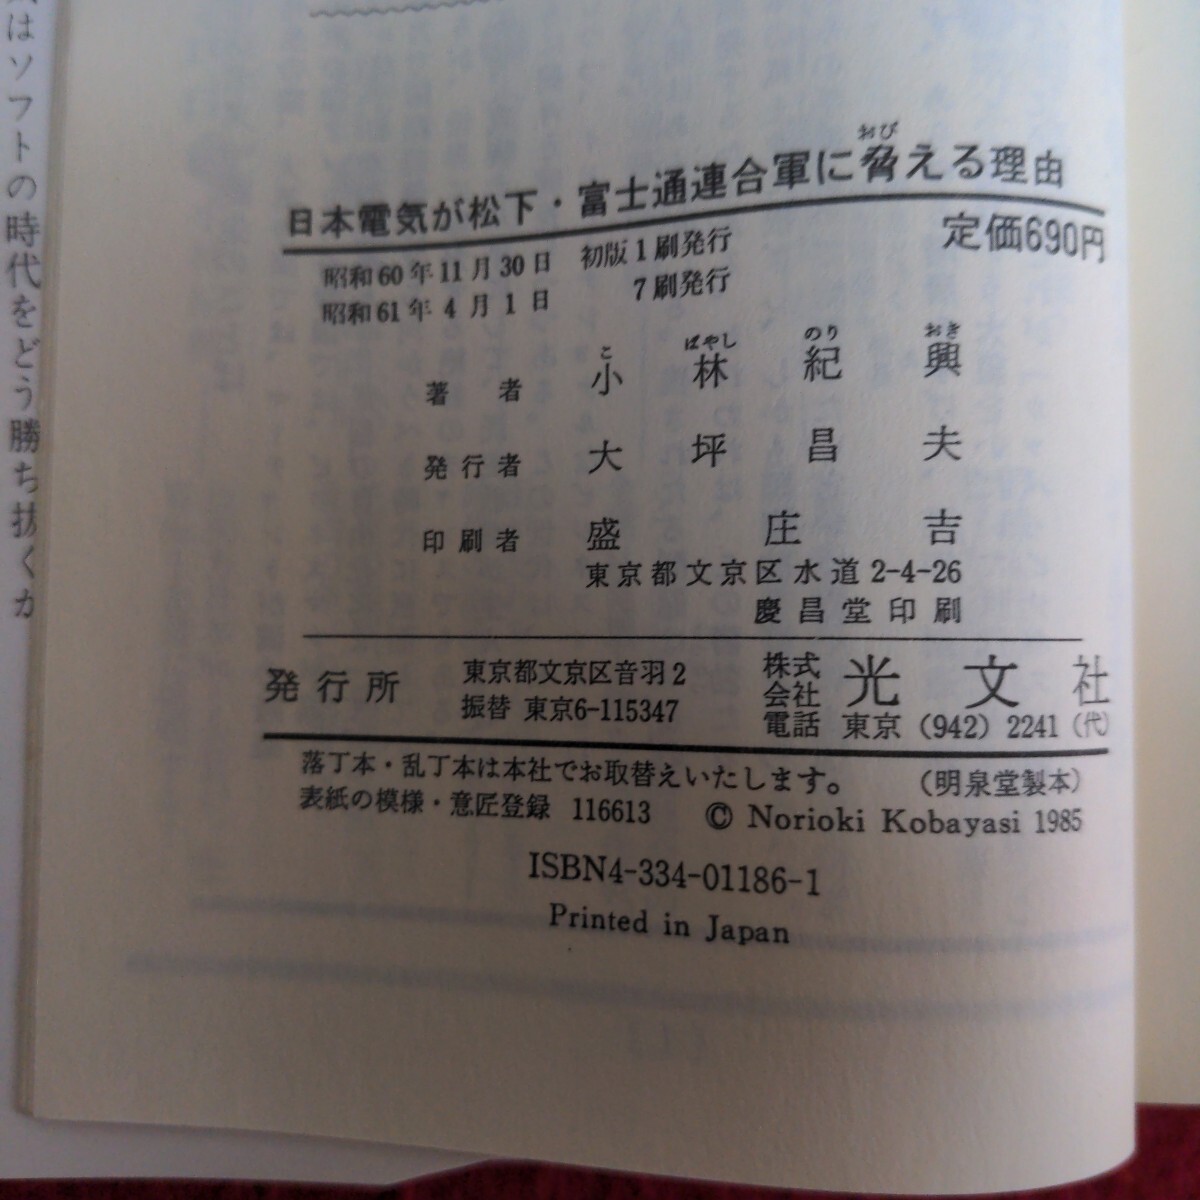 はソフトの時代をどう勝ち抜くか
日本電気が松下・富士通連合軍に脅える理由
おび
定価690円
昭和60年11月30日 初版1刷発行
昭和61年4月1日 7刷発行
こ ばやし のり おき
著者 小林紀興
発行者 大坪昌夫
印刷者 盛庄吉
東京都文京区水道2-4-26
慶昌堂印刷
発行所 東京都文京区音羽2 株式会社 光文社
振替 東京6-115347 電話 東京 (942) 2241 (代)
落丁本・乱丁本は本社でお取替えいたします。 (明泉堂製本)
表紙の模様・意匠登録 116613 © Norioki Kobayasi 1985
ISBN4-334-01186-1
Printed in Japan